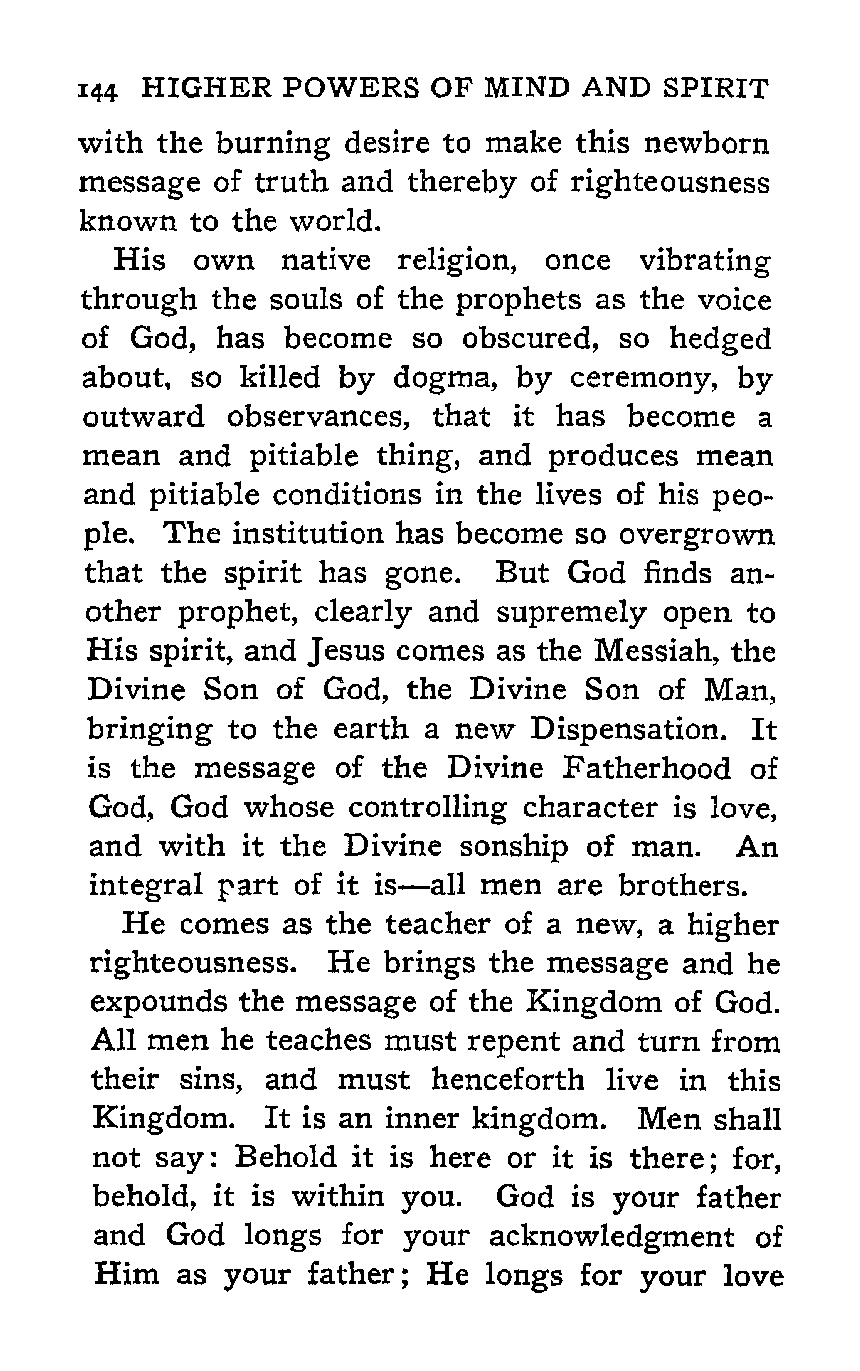 144 HIGHER POWERS OF MIND AND SPIRIT
with the burning desire to make this newborn
message of truth and thereby of righteousness
known to the world.
His own native religion, once vibrating
through the souls of the prophets as the voice
of God, has become so obscured, so hedged
about, so killed by dogma, by ceremony, by
outward observances, that it has become a
mean and pitiable thing, and produces mean
and pitiable conditions in the lives of his peo-
ple. The institution has become so overgrown
that the spirit has gone. But God finds an-
other prophet, clearly and supremely open to
His spirit, and Jesus comes as the Messiah, the
Divine Son of God, the Divine Son of Man,
bringing to the earth a new Dispensation. It
is the message of the Divine Fatherhood of
God, God whose controlling character is love,
and with it the Divine sonship of man. An
integral part of it is—all men are brothers.
He comes as the teacher of a new, a higher
righteousness. He brings the message and he
expounds the message of the Kingdom of God.
All men he teaches must repent and turn from
their sins, and must henceforth live in this
Kingdom. It is an inner kingdom. Men shall
not say: Behold it is here or it is there; for,
behold, it is within you. God is your father
and God longs for your acknowledgment of
Him as your father; He longs for your love